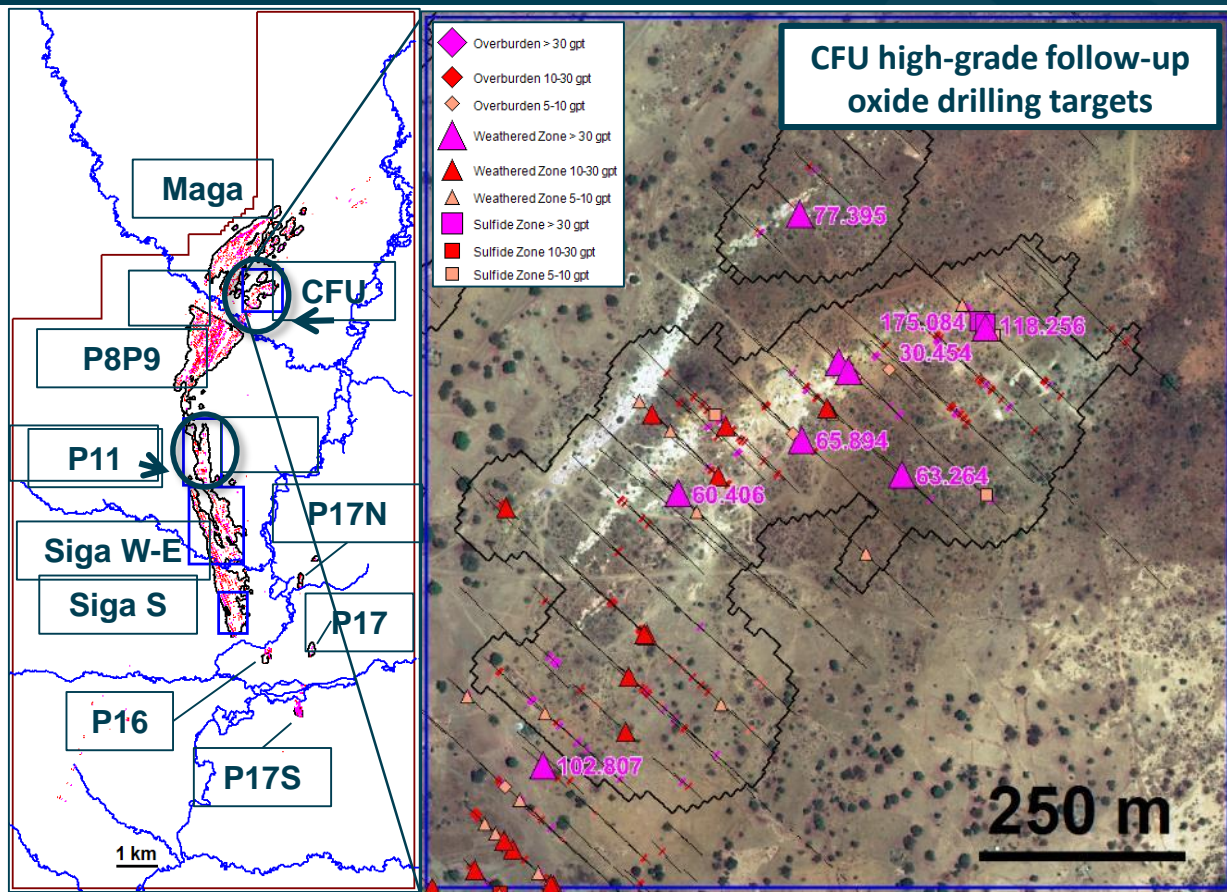 Maga
CFU
P8P9
P11
P17N
Siga W-E
Siga S
P17
P16
P17S
1 km
Overburden > 30 gpt
Overburden 10-30 gpt
Overburden 5-10 gpt
Weathered Zone > 30 gpt
Weathered Zone 10-30 gpt
Weathered Zone 5-10 gpt
Sulfide Zone > 30 gpt
Sulfide Zone 10-30 gpt
Sulfide Zone 5-10 gpt
CFU high-grade follow-up
oxide drilling targets
77.395
175.084
118.256
30.454
65.894
63.264
60.406
102.807
250 m